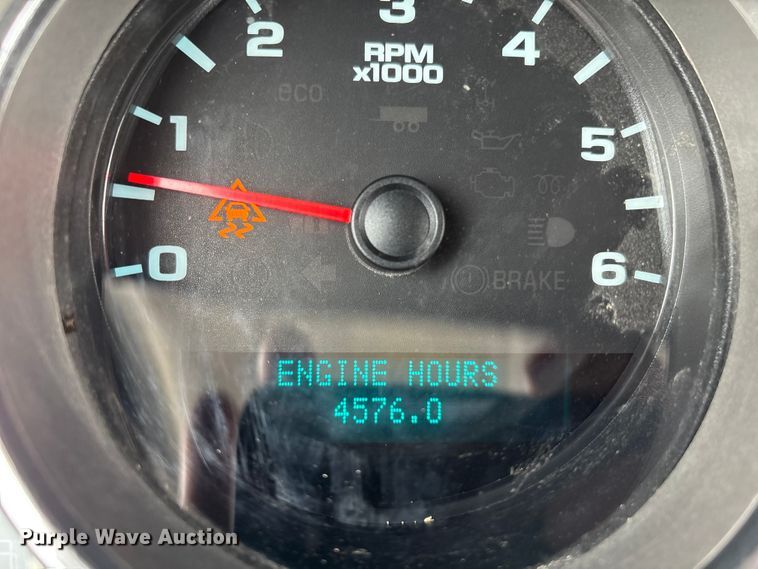 3
2
4
RPM
x1000
ECO
1
5
0
6
BRAKE
ENGINE HOURS
4576.0
Purple Wave Auction